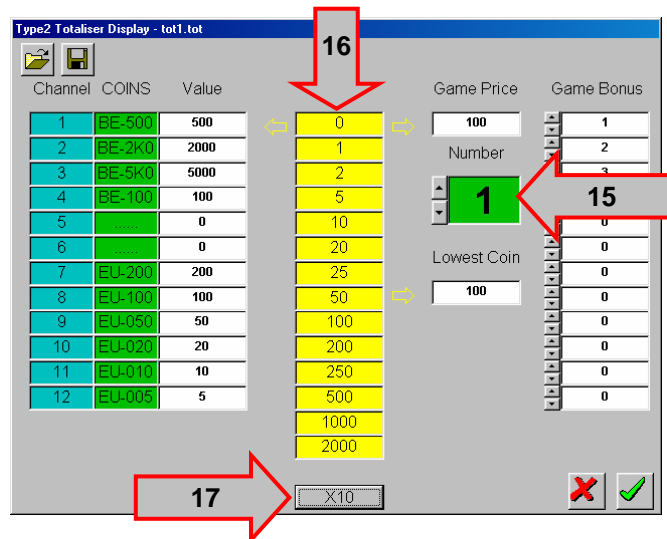 Type2 Totaliser Display - tot1.tot
16
Channel COINS Value Game Price Game Bonus
1 BE-500 500 0 100 1
2 BE-2K0 2000 1 Number 2
3 BE-5K0 5000 2 3
4 BE-100 100 5 1 15
5 ...... 0 10 0
6 ...... 0 20 Lowest Coin 0
7 EU-200 200 25 0
8 EU-100 100 50 100 0
9 EU-050 50 100 0
10 EU-020 20 200 0
11 EU-010 10 250 0
12 EU-005 5 500 0
1000
2000
17 X10